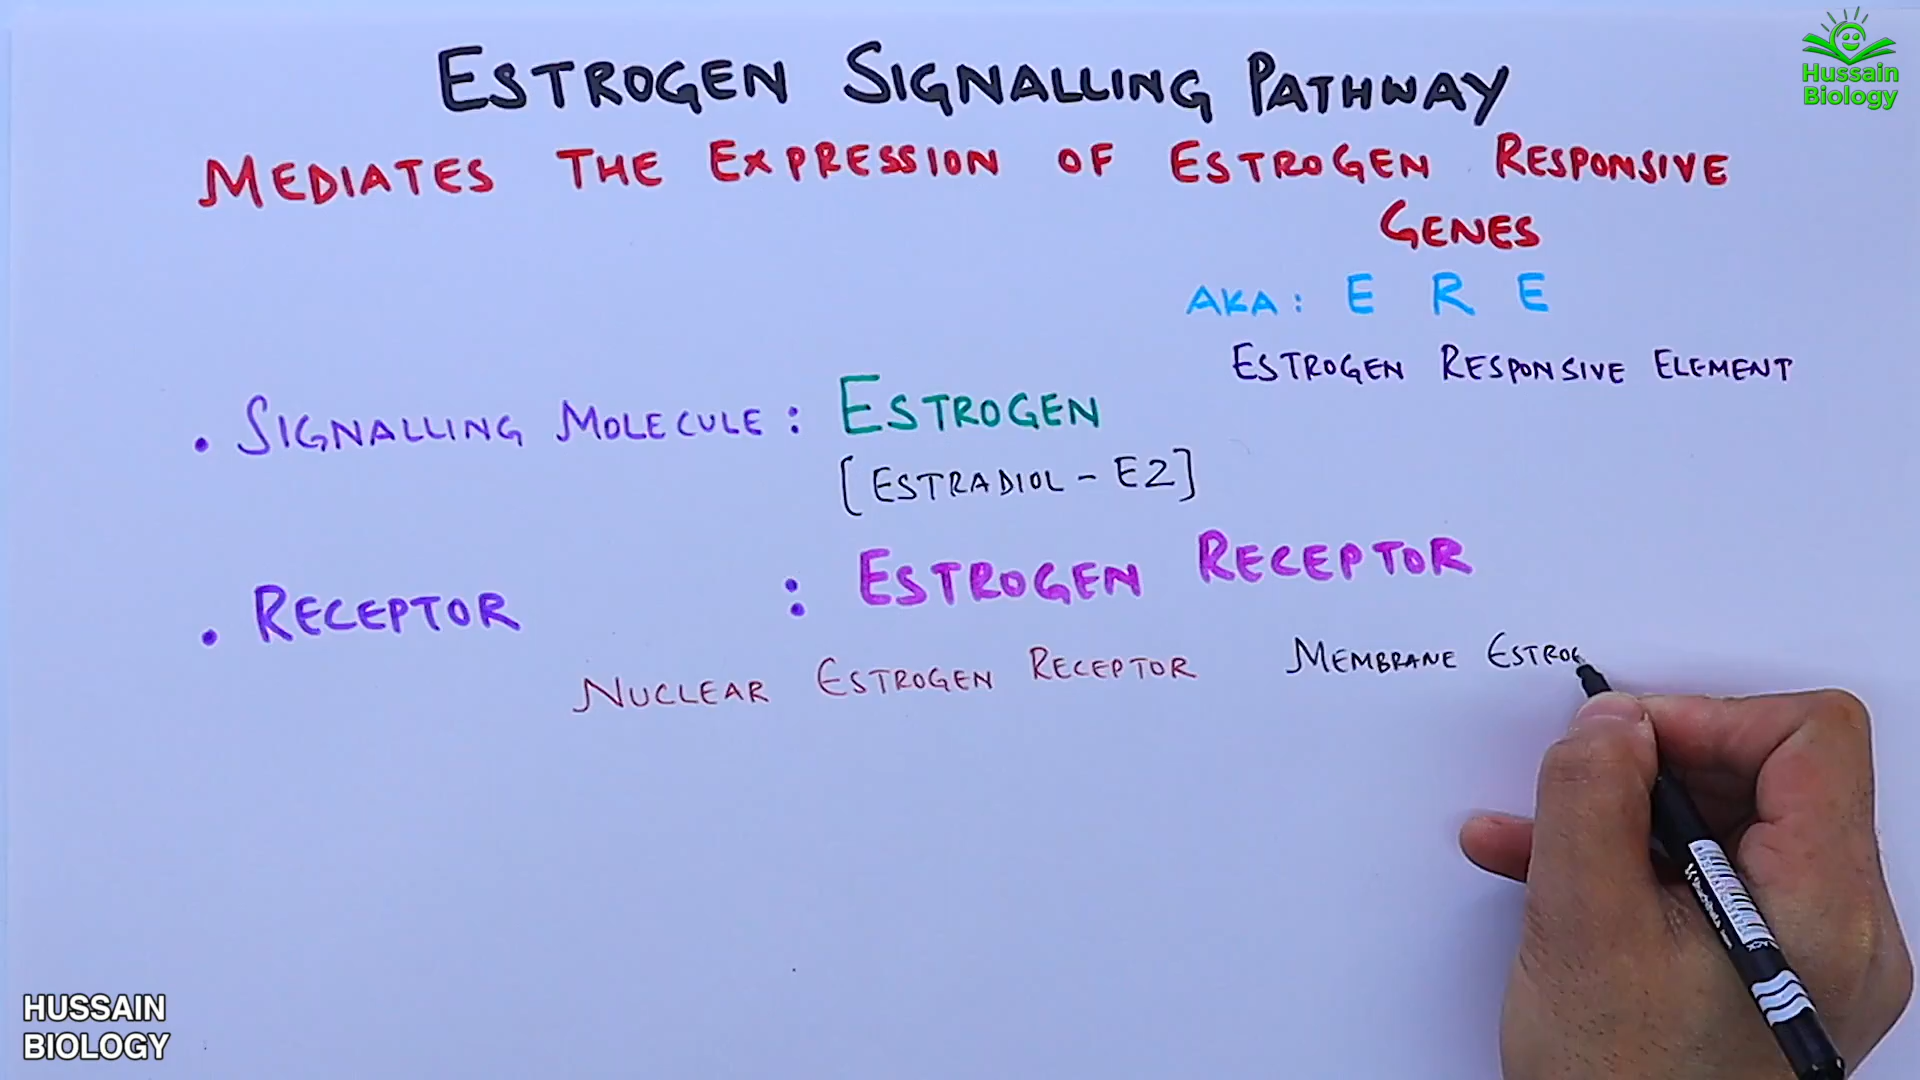 ESTROGEN SIGNALLING PATHWAY
MEDIATES THE EXPRESSION OF ESTROGEN RESPONSIVE
GENES
AKA: E R E
ESTROGEN RESPONSIVE ELEMENT
• SIGNALLING MOLECULE: ESTROGEN
[ESTRADIOL - E2]
• RECEPTOR : ESTROGEN RECEPTOR
NUCLEAR ESTROGEN RECEPTOR MEMBRANE ESTROG
Hussain
Biology
HUSSAIN
BIOLOGY